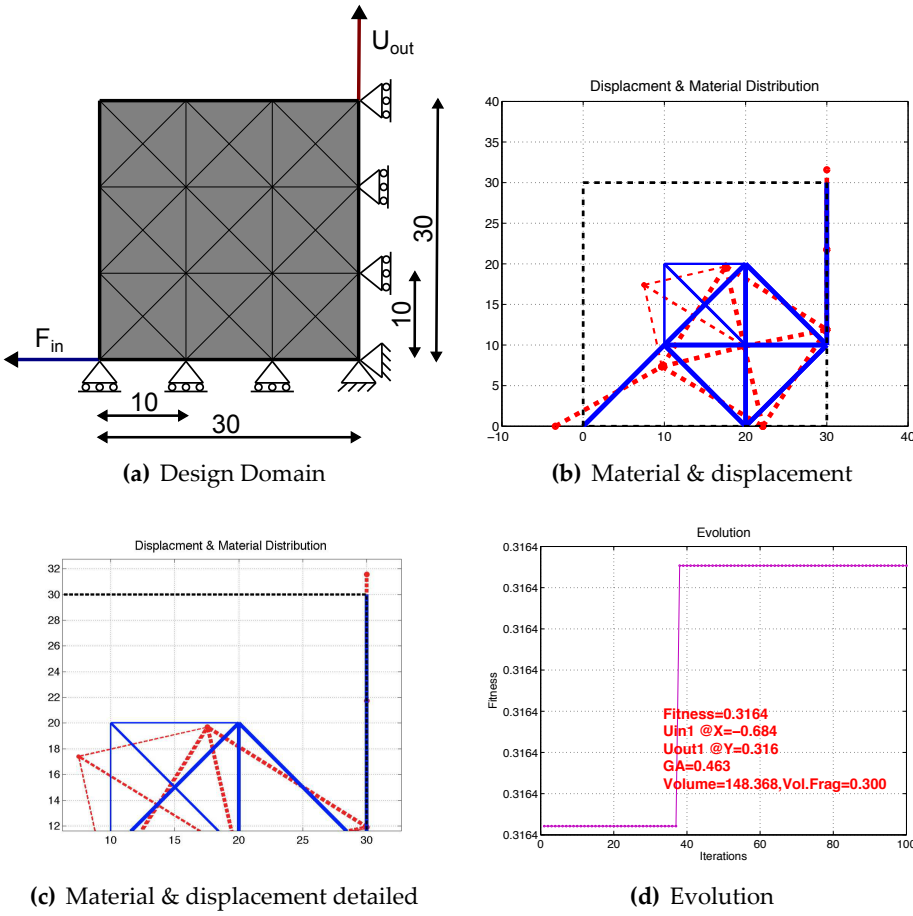 U_out
30
10
F_in
10
30
(a) Design Domain
Displacment & Material Distribution
40
35
30
25
20
15
10
5
0
−10 0 10 20 30 40
(b) Material & displacement
Displacment & Material Distribution
32
30
28
26
24
22
20
18
16
14
12
10 15 20 25 30
(c) Material & displacement detailed
Evolution
0.3164
0.3164
0.3164
0.3164
0.3164
0.3164
0.3164
0.3164
Fitness
Fitness=0.3164
Uin1 @X=−0.684
Uout1 @Y=0.316
GA=0.463
Volume=148.368,Vol.Frag=0.300
0 20 40 60 80 100
Iterations
(d) Evolution